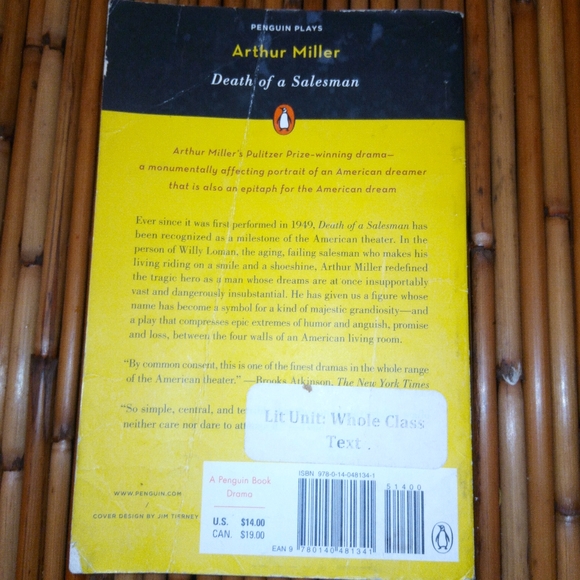 PENGUIN PLAYS
Arthur Miller
Death of a Salesman
Arthur Miller's Pulitzer Prize-winning drama—
a monumentally affecting portrait of an American dreamer
that is also an epitaph for the American dream
Ever since it was first performed in 1949, Death of a Salesman has
been recognized as a milestone of the American theater. In the
person of Willy Loman, the aging, failing salesman who makes his
living riding on a smile and a shoeshine, Arthur Miller redefined
the tragic hero as a man whose dreams are at once insupportably
vast and dangerously insubstantial. He has given us a figure whose
name has become a symbol for a kind of majestic grandiosity—and
a play that compresses epic extremes of humor and anguish, promise
and loss, between the four walls of an American living room.
"By common consent, this is one of the finest dramas in the whole range
of the American theater." —Brooks Atkinson, The New York Times
"So simple, central, and
neither care nor dare to
Lit Unit: Whole Class
Text .
A Penguin Book
Drama
ISBN 978-0-14-048134-1
51400
WWW.PENGUIN.COM
COVER DESIGN BY JIM TIERNEY
U.S. $14.00
CAN. $19.00
EAN 9 780140 481341